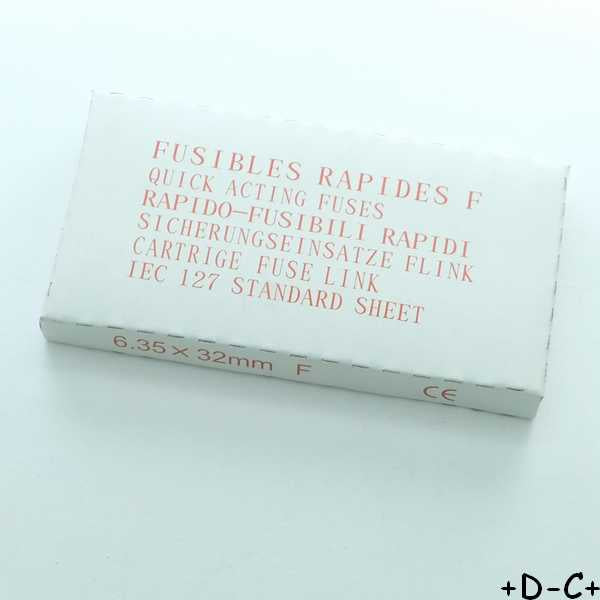 FUSIBLES RAPIDES F
QUICK ACTING FUSES
RAPIDO-FUSIBILI RAPIDI
SICHERUNGSEINSATZE FLINK
CARTRIGE FUSE LINK
IEC 127 STANDARD SHEET
6.35 X 32mm F
CE
+D-C+